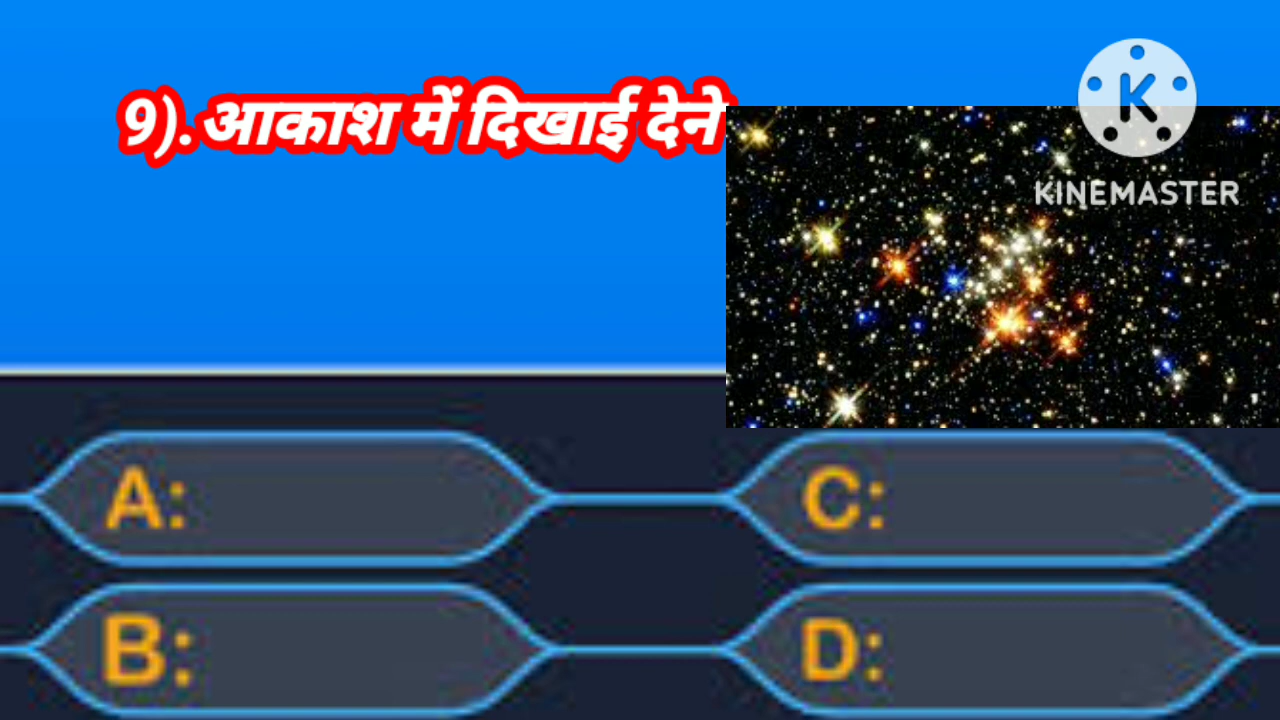 9). आकाश में दिखाई देने
K
KINEMASTER
A:
C:
B:
D: